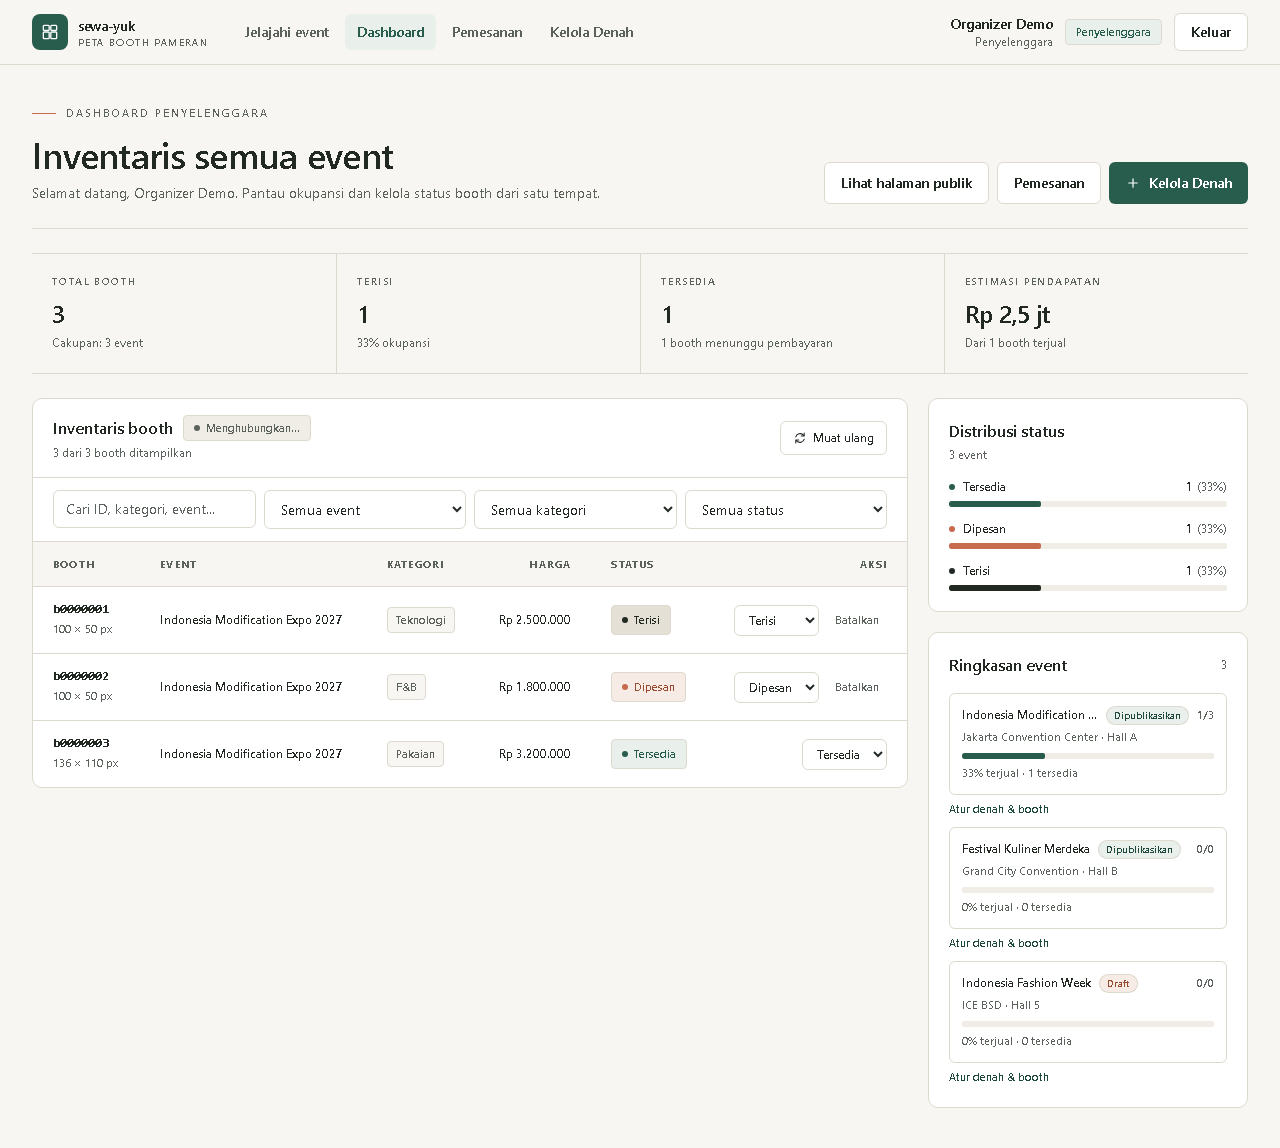 sewa-yuk
PETA BOOTH PAMERAN
Jelajahi event
Dashboard
Pemesanan
Kelola Denah
Organizer Demo
Penyelenggara
Penyelenggara
Keluar
DASHBOARD PENYELENGGARA
Inventaris semua event
Selamat datang, Organizer Demo. Pantau okupansi dan kelola status booth dari satu tempat.
Lihat halaman publik
Pemesanan
+ Kelola Denah
TOTAL BOOTH
3
Cakupan: 3 event
TERISI
1
33% okupansi
TERSEDIA
1
1 booth menunggu pembayaran
ESTIMASI PENDAPATAN
Rp 2,5 jt
Dari 1 booth terjual
Inventaris booth
Menghubungkan...
3 dari 3 booth ditampilkan
Muat ulang
Cari ID, kategori, event...
Semua event
Semua kategori
Semua status
BOOTH EVENT KATEGORI HARGA STATUS AKSI
b0000001
100 × 50 px
Indonesia Modification Expo 2027
Teknologi
Rp 2.500.000
Terisi
Terisi
Batalkan
b0000002
100 × 50 px
Indonesia Modification Expo 2027
F&B
Rp 1.800.000
Dipesan
Dipesan
Batalkan
b0000003
136 × 110 px
Indonesia Modification Expo 2027
Pakaian
Rp 3.200.000
Tersedia
Tersedia
Distribusi status
3 event
Tersedia 1 (33%)
Dipesan 1 (33%)
Terisi 1 (33%)
Ringkasan event 3
Indonesia Modification ... Dipublikasikan 1/3
Jakarta Convention Center · Hall A
33% terjual · 1 tersedia
Atur denah & booth
Festival Kuliner Merdeka Dipublikasikan 0/0
Grand City Convention · Hall B
0% terjual · 0 tersedia
Atur denah & booth
Indonesia Fashion Week Draft 0/0
ICE BSD · Hall 5
0% terjual · 0 tersedia
Atur denah & booth